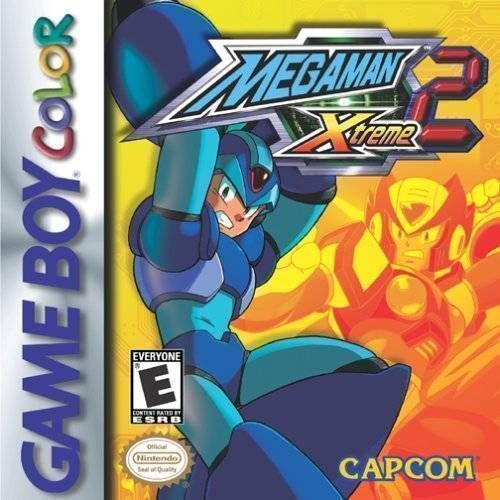 GAME BOY COLOR
MEGAMAN
Xtreme 2
EVERYONE
E
CONTENT RATED BY
ESRB
Official
Nintendo
Seal of Quality
CAPCOM